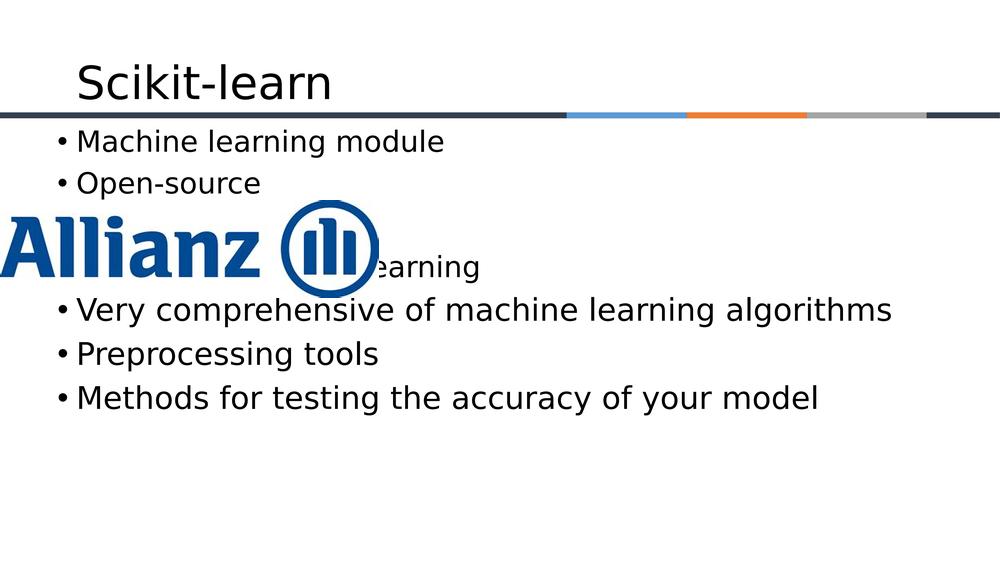 Scikit-learn
• Machine learning module
• Open-source
Allianz
earning
• Very comprehensive of machine learning algorithms
• Preprocessing tools
• Methods for testing the accuracy of your model